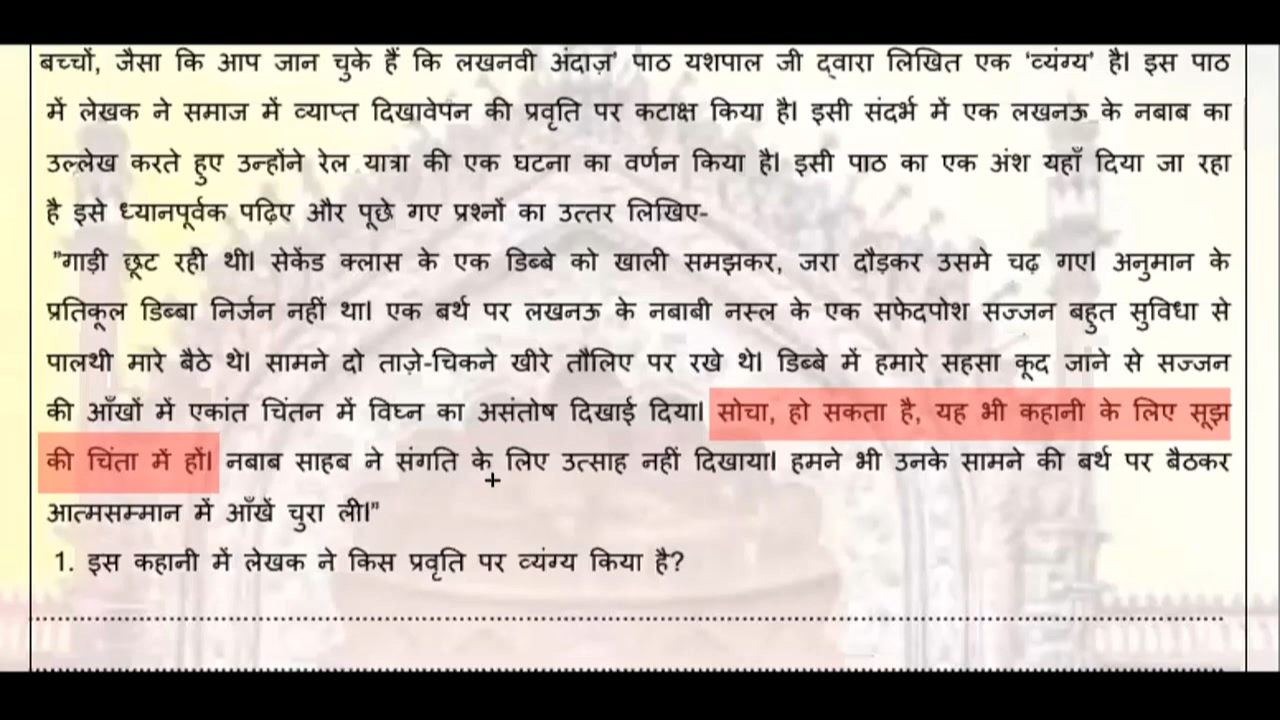 बच्चों, जैसा कि आप जान चुके हैं कि लखनवी अंदाज़' पाठ यशपाल जी द्वारा लिखित एक 'व्यंग्य' है। इस पाठ
में लेखक ने समाज में व्याप्त दिखावेपन की प्रवृति पर कटाक्ष किया है। इसी संदर्भ में एक लखनऊ के नबाब का
उल्लेख करते हुए उन्होंने रेल यात्रा की एक घटना का वर्णन किया है। इसी पाठ का एक अंश यहाँ दिया जा रहा
है इसे ध्यानपूर्वक पढ़िए और पूछे गए प्रश्नों का उत्तर लिखिए-
"गाड़ी छूट रही थी। सेकेंड क्लास के एक डिब्बे को खाली समझकर, जरा दौड़कर उसमे चढ़ गए। अनुमान के
प्रतिकूल डिब्बा निर्जन नहीं था। एक बर्थ पर लखनऊ के नबाबी नस्ल के एक सफेदपोश सज्जन बहुत सुविधा से
पालथी मारे बैठे थे। सामने दो ताज़े-चिकने खीरे तौलिए पर रखे थे। डिब्बे में हमारे सहसा कूद जाने से सज्जन
की आँखों में एकांत चिंतन में विघ्न का असंतोष दिखाई दिया। सोचा, हो सकता है, यह भी कहानी के लिए सूझ
की चिंता में हों। नबाब साहब ने संगति के लिए उत्साह नहीं दिखाया। हमने भी उनके सामने की बर्थ पर बैठकर
आत्मसम्मान में आँखें चुरा ली।"
1. इस कहानी में लेखक ने किस प्रवृति पर व्यंग्य किया है?